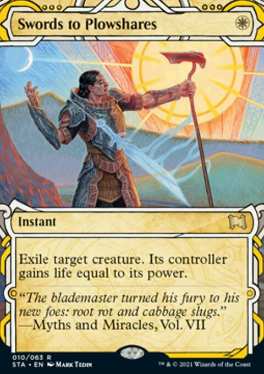 Swords to Plowshares
Instant
Exile target creature. Its controller
gains life equal to its power.
“The blademaster turned his fury to his
new foes: root rot and cabbage slugs.”
—Myths and Miracles, Vol. VII
010/063 R
STA • EN Mark Tedin
™ & © 2021 Wizards of the Coast